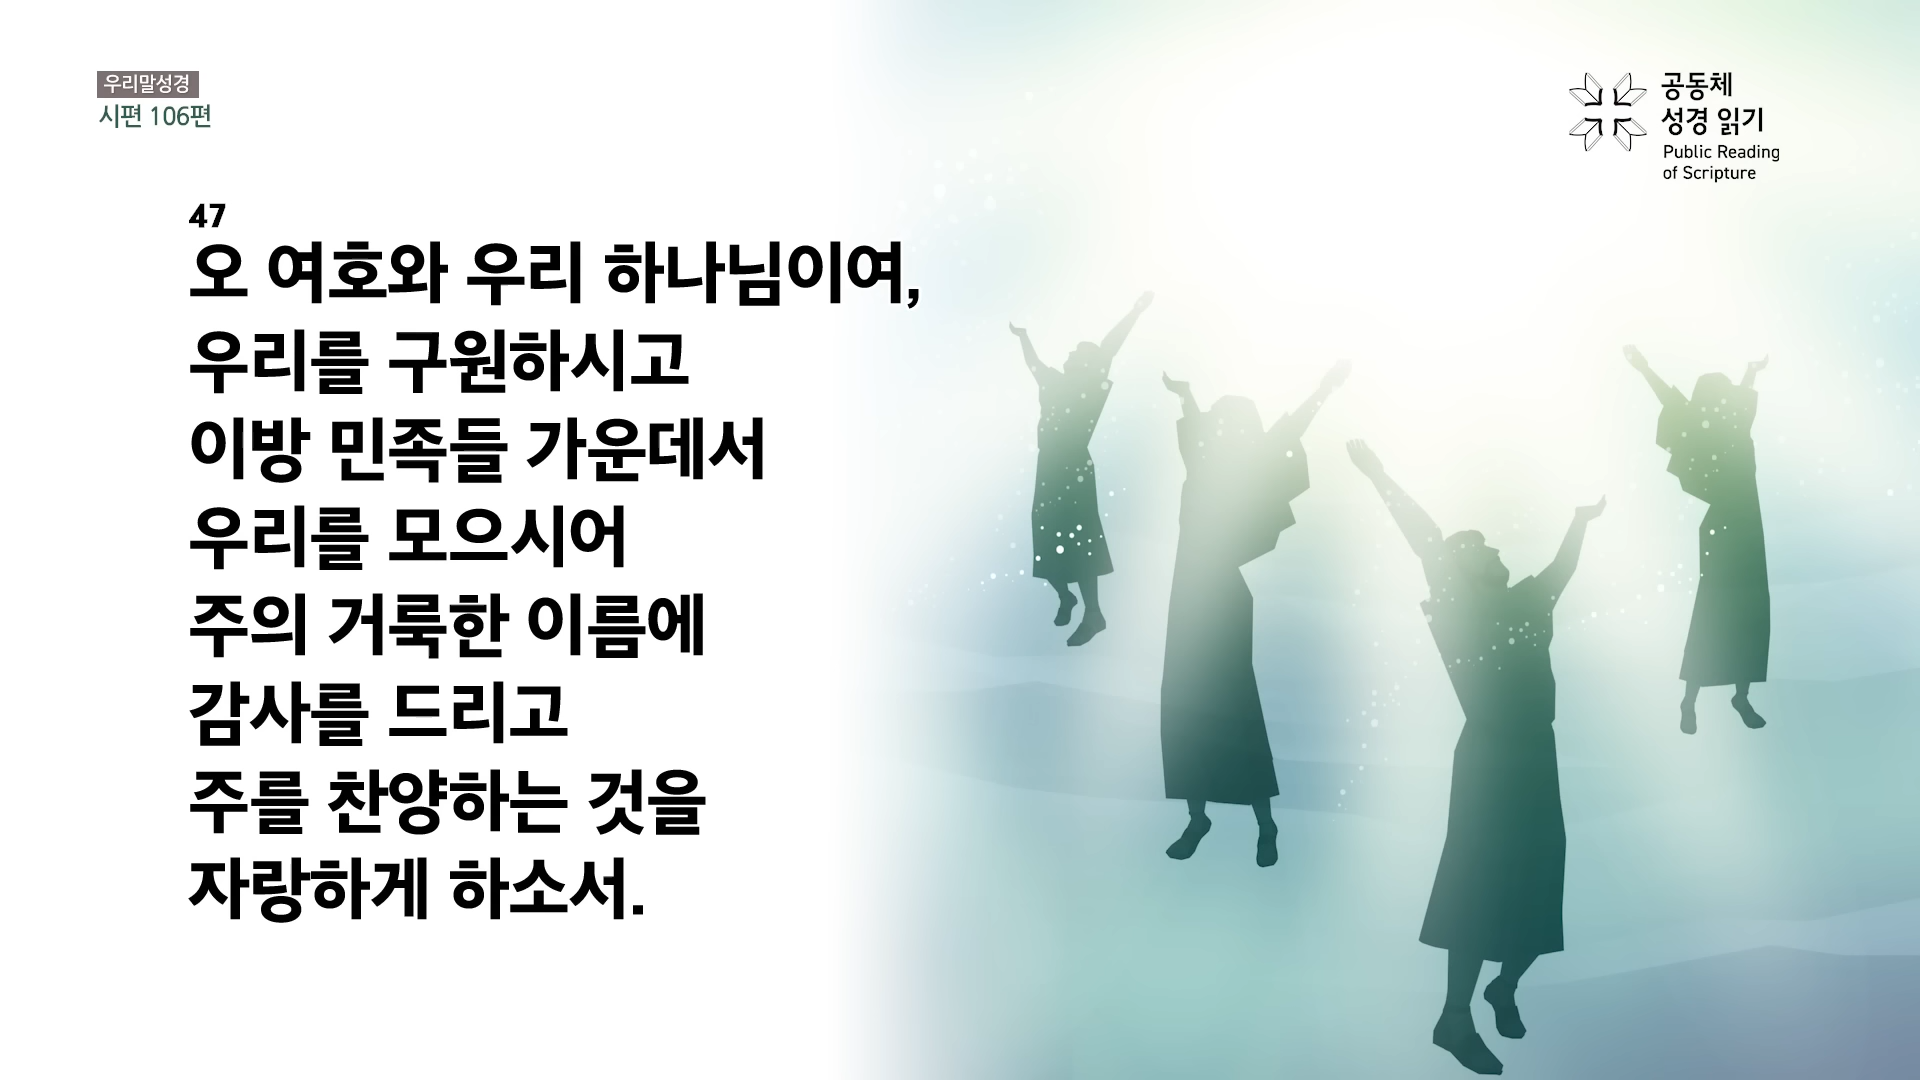 우리말성경
시편 106편
공동체
성경 읽기
Public Reading
of Scripture
47
오 여호와 우리 하나님이여,
우리를 구원하시고
이방 민족들 가운데서
우리를 모으시어
주의 거룩한 이름에
감사를 드리고
주를 찬양하는 것을
자랑하게 하소서.